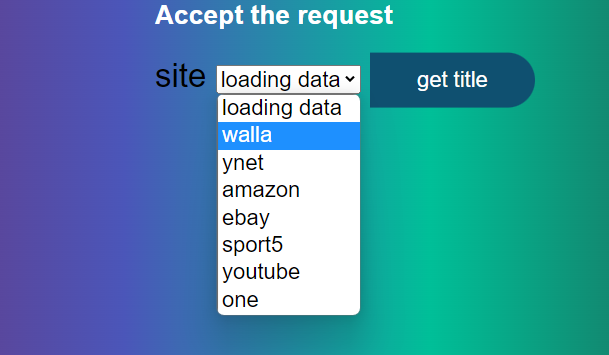 Accept the request
site loading data get title
loading data
walla
ynet
amazon
ebay
sport5
youtube
one